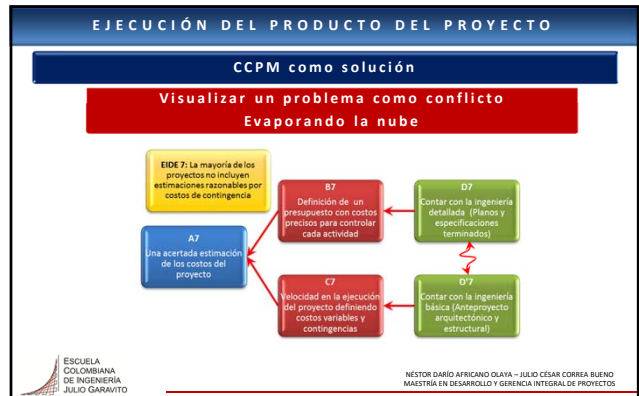 EJECUCIÓN DEL PRODUCTO DEL PROYECTO
CCPM como solución
Visualizar un problema como conflicto
Evaporando la nube
EIDE 7: La mayoría de los
proyectos no incluyen
estimaciones razonables por
costos de contingencia
A7
Una acertada estimación
de los costos del
proyecto
B7
Definición de un
presupuesto con costos
precisos para controlar
cada actividad
D7
Contar con la ingeniería
detallada (Planos y
especificaciones
terminados)
C7
Velocidad en la ejecución
del proyecto definiendo
costos variables y
contingencias
D'7
Contar con la ingeniería
básica (Anteproyecto
arquitectónico y
estructural)
ESCUELA
COLOMBIANA
DE INGENIERÍA
JULIO GARAVITO
NÉSTOR DARÍO AFRICANO OLAYA – JULIO CÉSAR CORREA BUENO
MAESTRÍA EN DESARROLLO Y GERENCIA INTEGRAL DE PROYECTOS